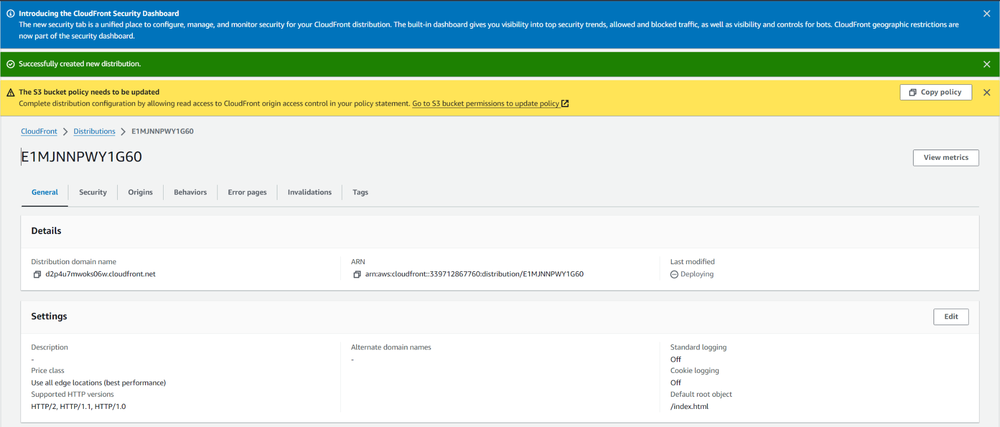 Introducing the CloudFront Security Dashboard
The new security tab is a unified place to configure, manage, and monitor security for your CloudFront distribution. The built-in dashboard gives you visibility into top security trends, allowed and blocked traffic, as well as visibility and controls for bots. CloudFront geographic restrictions are
now part of the security dashboard.
Successfully created new distribution.
The S3 bucket policy needs to be updated
Copy policy
Complete distribution configuration by allowing read access to CloudFront origin access control in your policy statement. Go to S3 bucket permissions to update policy
CloudFront > Distributions > E1MJNNPWY1G60
E1MJNNPWY1G60
View metrics
General Security Origins Behaviors Error pages Invalidations Tags
Details
Distribution domain name
d2p4u7mwoks06w.cloudfront.net
ARN
arn:aws:cloudfront::339712867760:distribution/E1MJNNPWY1G60
Last modified
Deploying
Settings
Edit
Description
-
Price class
Use all edge locations (best performance)
Supported HTTP versions
HTTP/2, HTTP/1.1, HTTP/1.0
Alternate domain names
-
Standard logging
Off
Cookie logging
Off
Default root object
/index.html